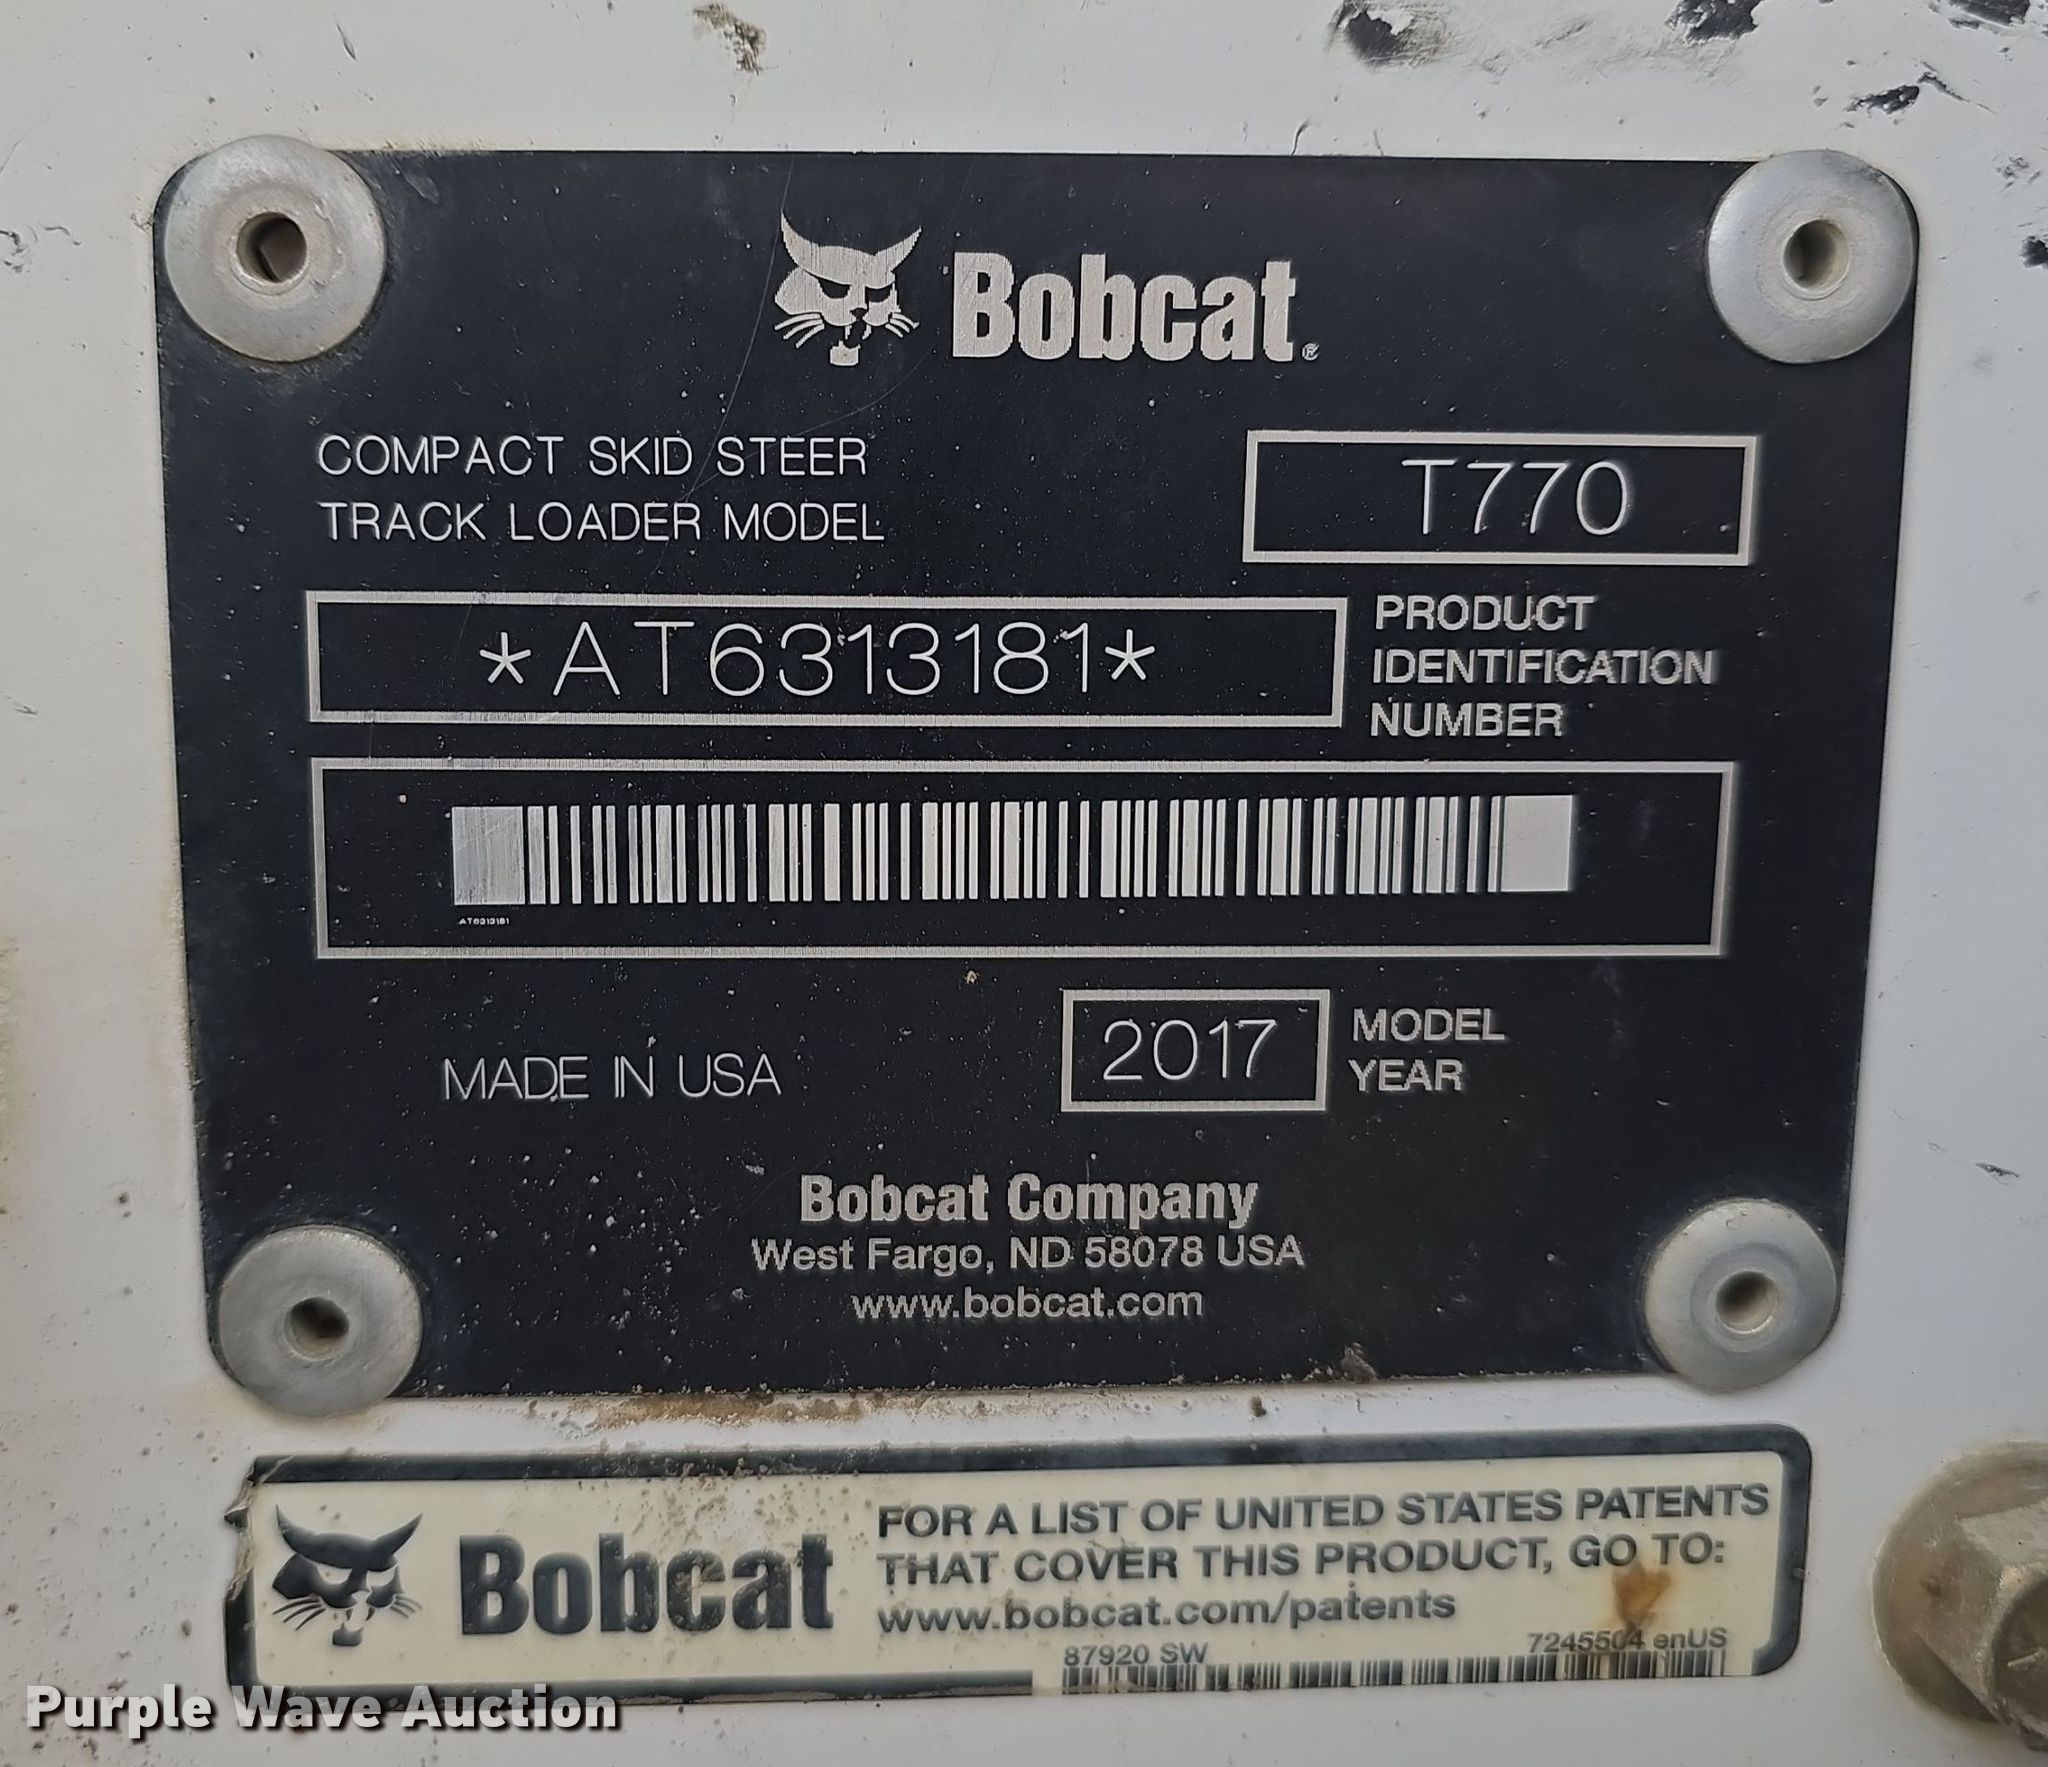 Bobcat®
COMPACT SKID STEER
TRACK LOADER MODEL
T770
*AT6313181*
PRODUCT
IDENTIFICATION
NUMBER
AT6313181
MADE IN USA
2017
MODEL
YEAR
Bobcat Company
West Fargo, ND 58078 USA
www.bobcat.com
Bobcat
FOR A LIST OF UNITED STATES PATENTS
THAT COVER THIS PRODUCT, GO TO:
www.bobcat.com/patents
87920 SW
7245504 enUS
Purple Wave Auction